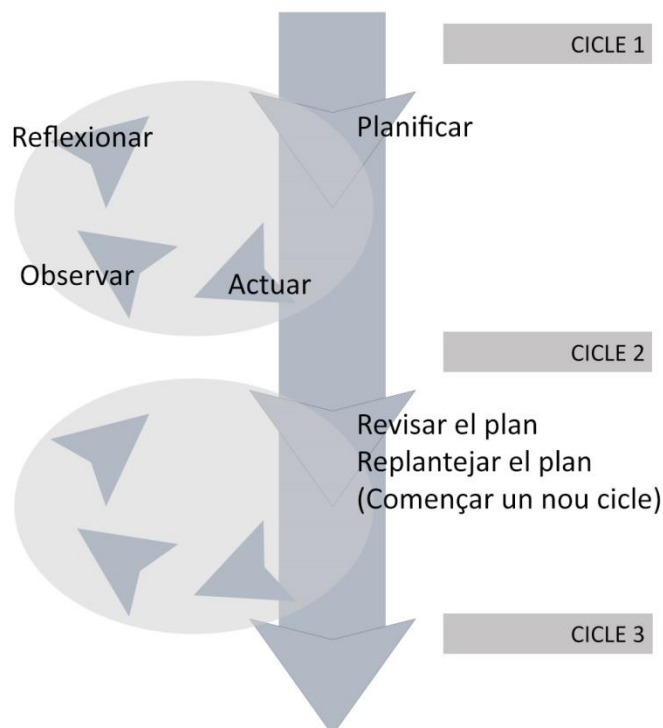 CICLE 1
Planificar
Reflexionar
Observar
Actuar
CICLE 2
Revisar el plan
Replantejar el plan
(Començar un nou cicle)
CICLE 3